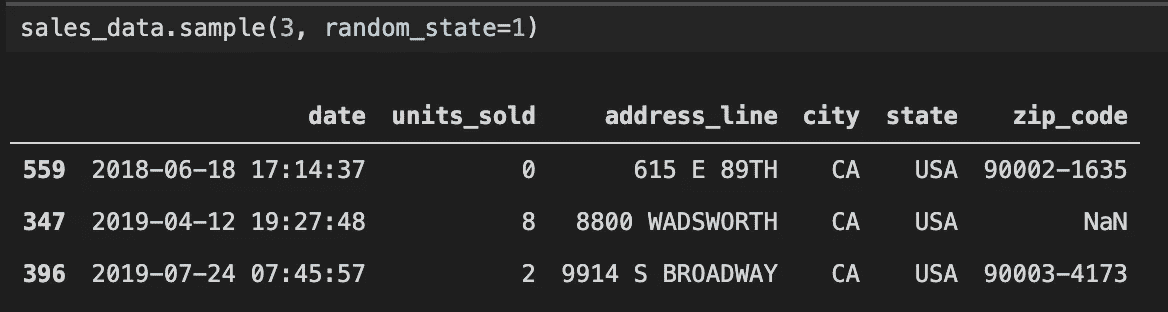 sales_data.sample(3, random_state=1)
date units_sold address_line city state zip_code
559 2018-06-18 17:14:37 0 615 E 89TH CA USA 90002-1635
347 2019-04-12 19:27:48 8 8800 WADSWORTH CA USA NaN
396 2019-07-24 07:45:57 2 9914 S BROADWAY CA USA 90003-4173